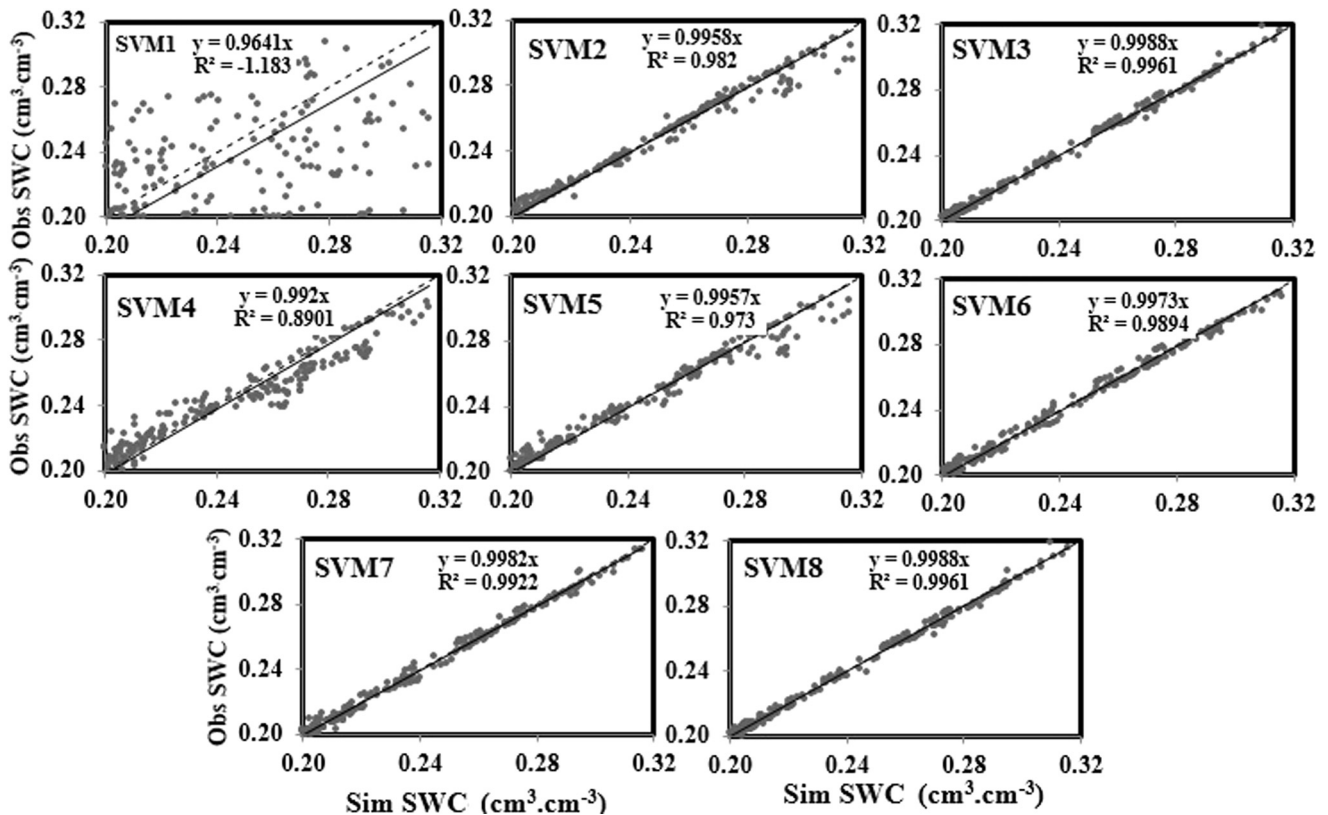 0.32 0.32 0.32
SVM1 y = 0.9641x SVM2 y = 0.9958x SVM3 y = 0.9988x
R² = -1.183 R² = 0.982 R² = 0.9961
0.28 0.28 0.28
0.24 0.24 0.24
0.20 0.20 0.20
Obs SWC (cm³.cm⁻³)
0.20 0.24 0.28 0.20 0.24 0.28 0.20 0.24 0.28 0.32
0.32 0.32 0.32
SVM4 y = 0.992x SVM5 y = 0.9957x SVM6 y = 0.9973x
R² = 0.8901 R² = 0.973 R² = 0.9894
0.28 0.28 0.28
0.24 0.24 0.24
0.20 0.20 0.20
Obs SWC (cm³.cm⁻³)
0.20 0.24 0.28 0.32 0.20 0.24 0.28 0.32 0.20 0.24 0.28 0.32
0.32 0.32
SVM7 y = 0.9982x SVM8 y = 0.9988x
R² = 0.9922 R² = 0.9961
0.28 0.28
0.24 0.24
0.20 0.20
Obs SWC (cm³.cm⁻³)
0.20 0.24 0.28 0.32 0.20 0.24 0.28 0.32
Sim SWC (cm³.cm⁻³) Sim SWC (cm³.cm⁻³)